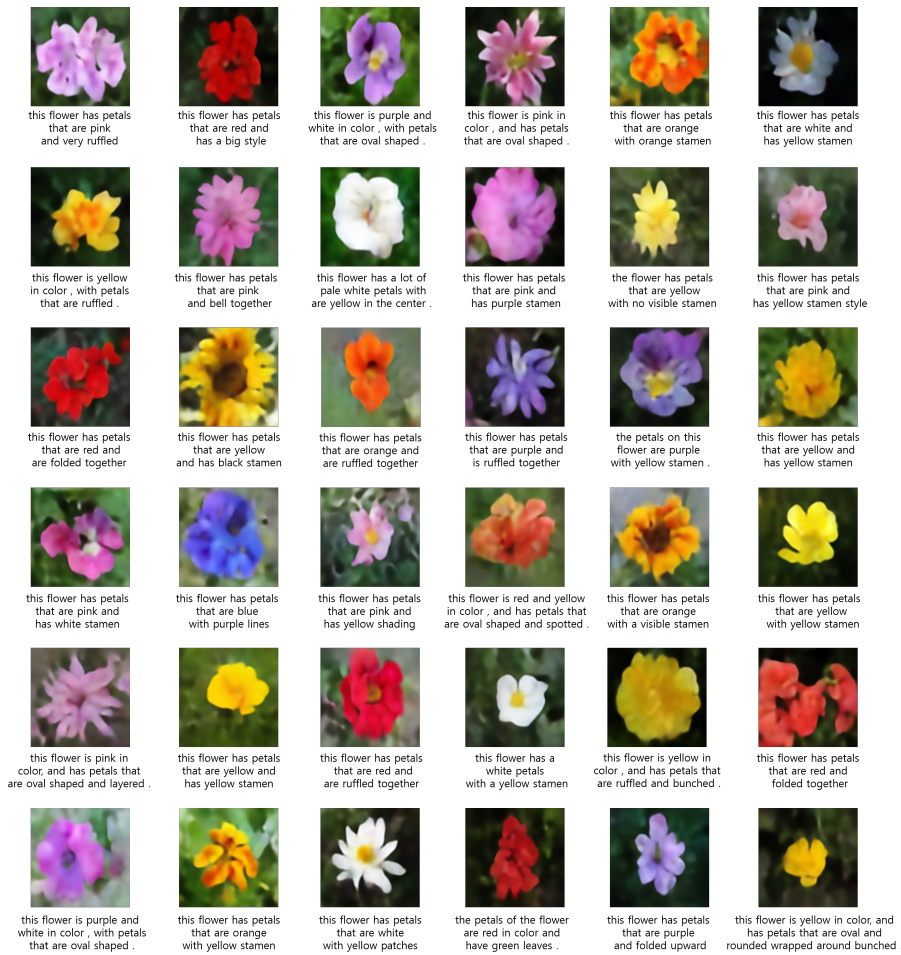 this flower has petals
that are pink
and very ruffled
this flower has petals
that are red and
has a big style
this flower is purple and
white in color , with petals
that are oval shaped .
this flower is pink in
color , and has petals
that are oval shaped .
this flower has petals
that are orange
with orange stamen
this flower has petals
that are white and
has yellow stamen
this flower is yellow
in color , with petals
that are ruffled .
this flower has petals
that are pink
and bell together
this flower has a lot of
pale white petals with
are yellow in the center .
this flower has petals
that are pink and
has purple stamen
the flower has petals
that are yellow
with no visible stamen
this flower has petals
that are pink and
has yellow stamen style
this flower has petals
that are red and
are folded together
this flower has petals
that are yellow
and has black stamen
this flower has petals
that are orange and
are ruffled together
this flower has petals
that are purple and
is ruffled together
the petals on this
flower are purple
with yellow stamen .
this flower has petals
that are yellow and
has yellow stamen
this flower has petals
that are pink and
has white stamen
this flower has petals
that are blue
with purple lines
this flower has petals
that are pink and
has yellow shading
this flower is red and yellow
in color , and has petals that
are oval shaped and spotted .
this flower has petals
that are orange
with a visible stamen
this flower has petals
that are yellow
with yellow stamen
this flower is pink in
color, and has petals that
are oval shaped and layered .
this flower has petals
that are yellow and
has yellow stamen
this flower has petals
that are red and
are ruffled together
this flower has a
white petals
with a yellow stamen
this flower is yellow in
color , and has petals that
are ruffled and bunched .
this flower has petals
that are red and
folded together
this flower is purple and
white in color , with petals
that are oval shaped .
this flower has petals
that are orange
with yellow stamen
this flower has petals
that are white
with yellow patches
the petals of the flower
are red in color and
have green leaves .
this flower has petals
that are purple
and folded upward
this flower is yellow in color, and
has petals that are oval and
rounded wrapped around bunched .